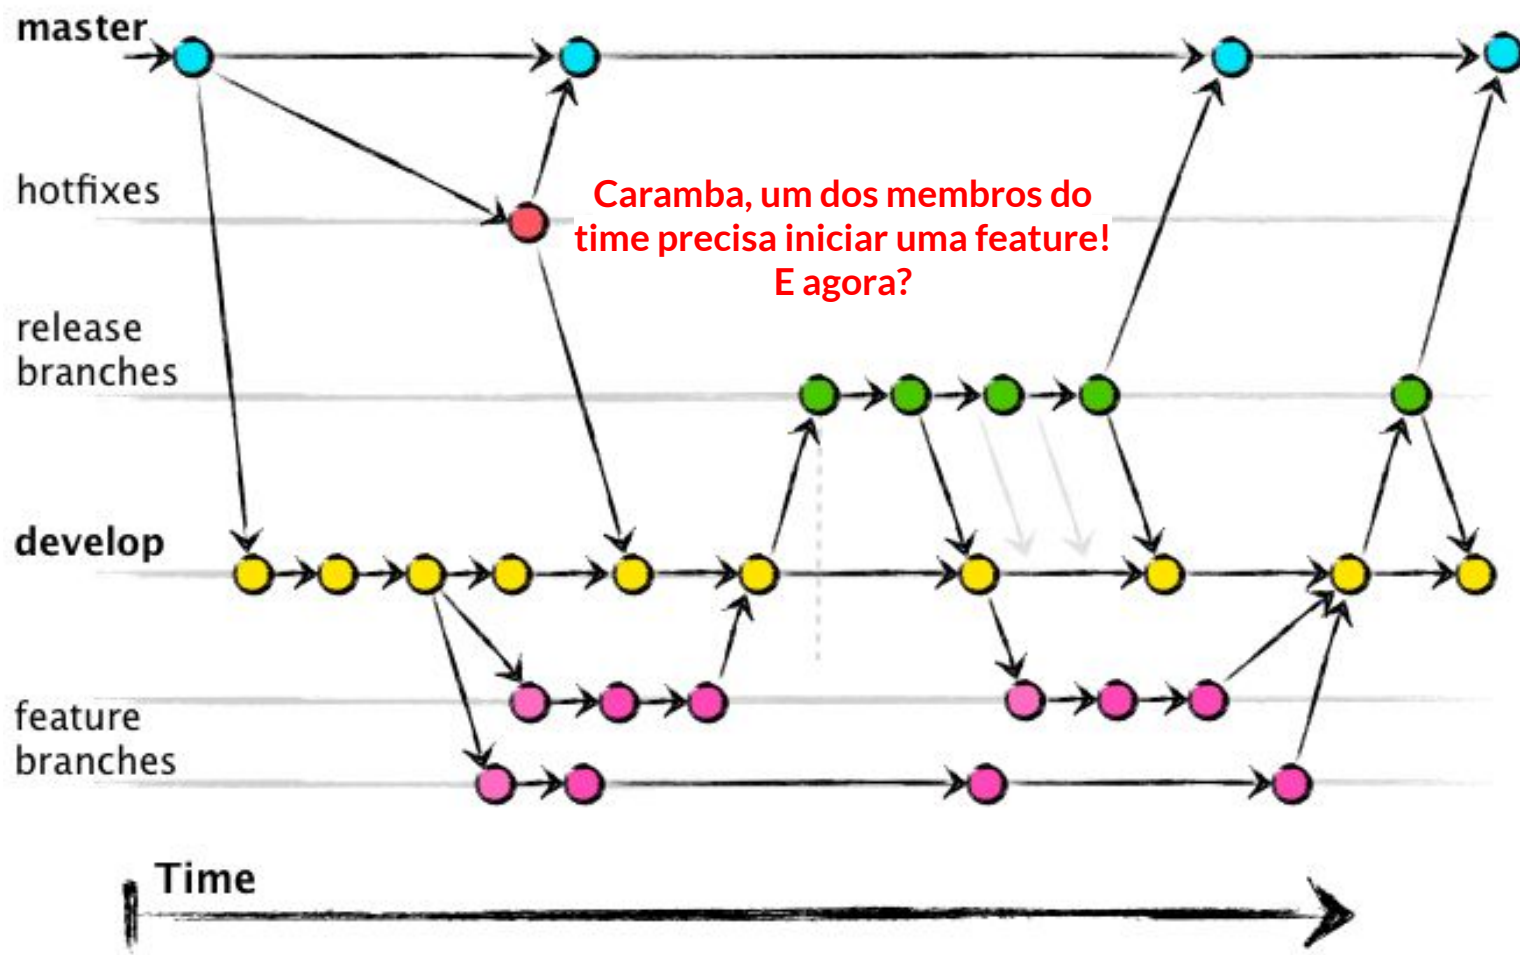 master
hotfixes
Caramba, um dos membros do
time precisa iniciar uma feature!
E agora?
release
branches
develop
feature
branches
Time